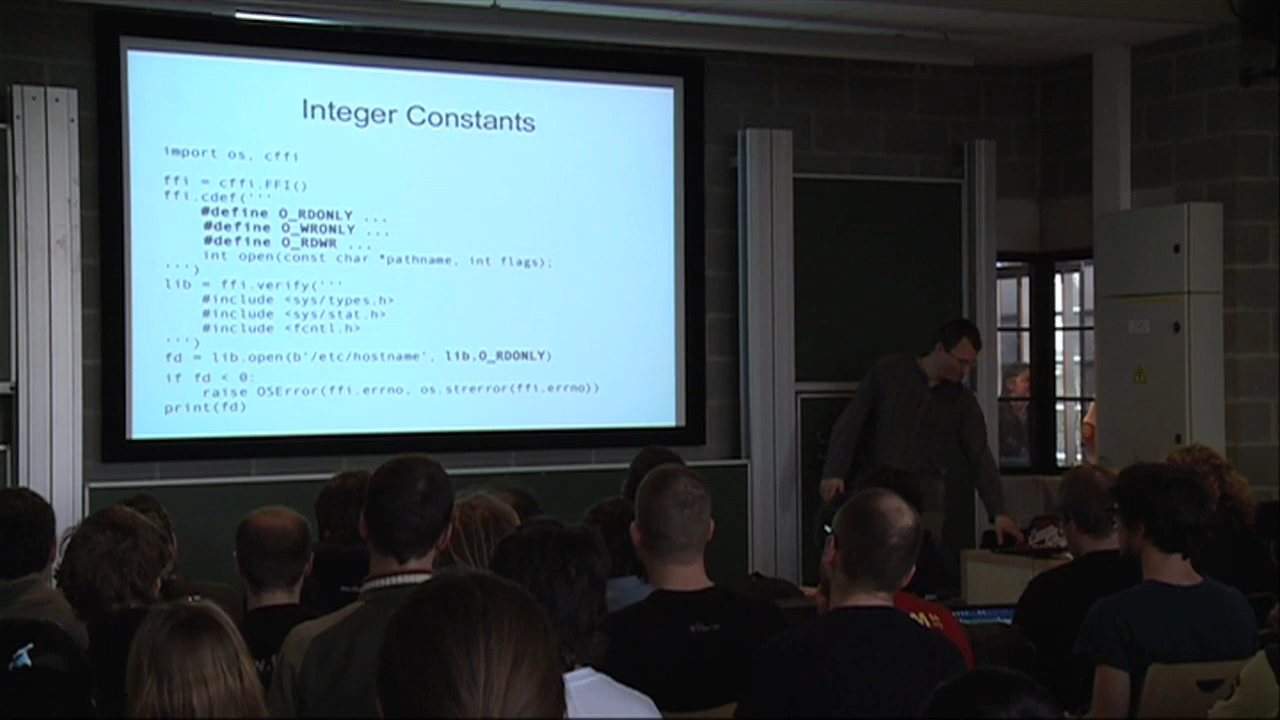 Integer Constants
import os, cffi
ffi = cffi.FFI()
ffi.cdef('''
#define O_RDONLY ...
#define O_WRONLY ...
#define O_RDWR ...
int open(const char *pathname, int flags);
''')
lib = ffi.verify('''
#include <sys/types.h>
#include <sys/stat.h>
#include <fcntl.h>
''')
fd = lib.open(b'/etc/hostname', lib.O_RDONLY)
if fd < 0:
raise OSError(ffi.errno, os.strerror(ffi.errno))
print(fd)